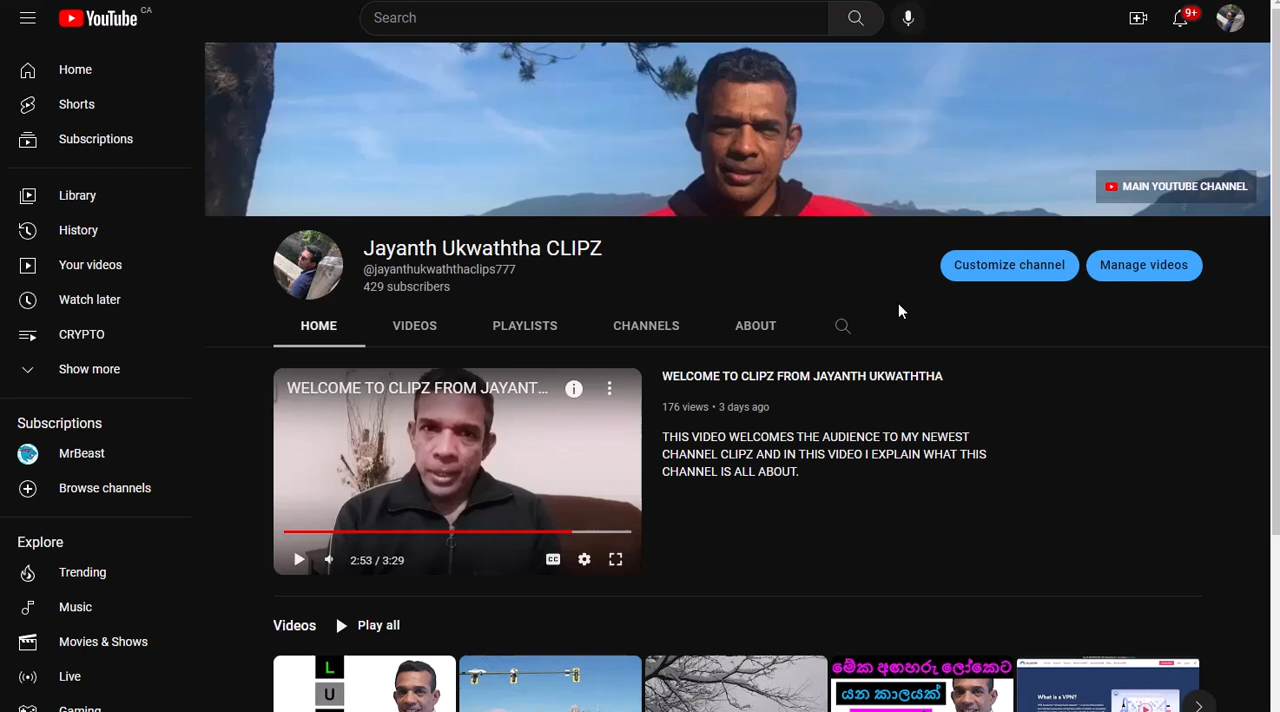 YouTube CA
Search
9+
Home
Shorts
Subscriptions
Library
History
Your videos
Watch later
CRYPTO
Show more
Subscriptions
MrBeast
Browse channels
Explore
Trending
Music
Movies & Shows
Live
Gaming
MAIN YOUTUBE CHANNEL
Jayanth Ukwaththa CLIPZ
@jayanthukwaththaclips777
429 subscribers
Customize channel
Manage videos
HOME VIDEOS PLAYLISTS CHANNELS ABOUT
WELCOME TO CLIPZ FROM JAYANT...
2:53 / 3:29
CC
WELCOME TO CLIPZ FROM JAYANTH UKWATHTHA
176 views • 3 days ago
THIS VIDEO WELCOMES THE AUDIENCE TO MY NEWEST
CHANNEL CLIPZ AND IN THIS VIDEO I EXPLAIN WHAT THIS
CHANNEL IS ALL ABOUT.
Videos Play all
L
U
මේක අඟහරු ලෝකෙට
යන කාලයක්
What is a VPN?